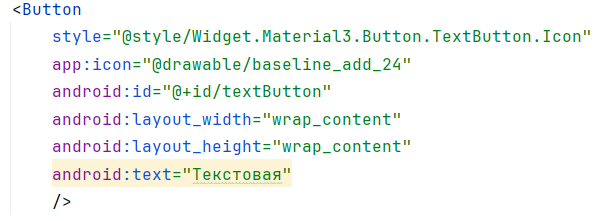 <Button
style="@style/Widget.Material3.Button.TextButton.Icon"
app:icon="@drawable/baseline_add_24"
android:id="@+id/textButton"
android:layout_width="wrap_content"
android:layout_height="wrap_content"
android:text="Текстовая"
/>